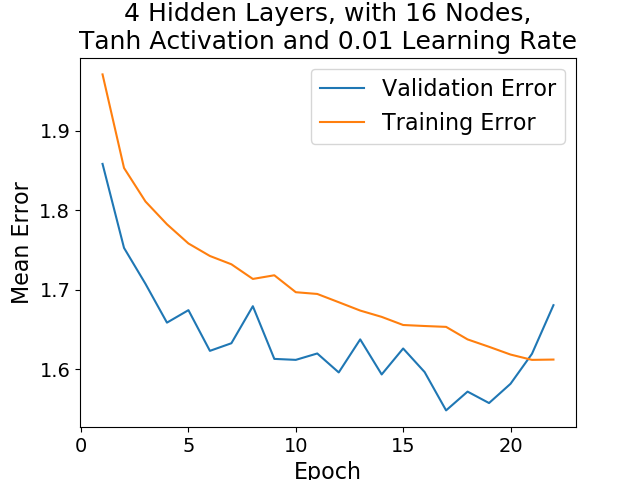 4 Hidden Layers, with 16 Nodes,
Tanh Activation and 0.01 Learning Rate
Validation Error
Training Error
Mean Error
1.9
1.8
1.7
1.6
0 5 10 15 20
Epoch